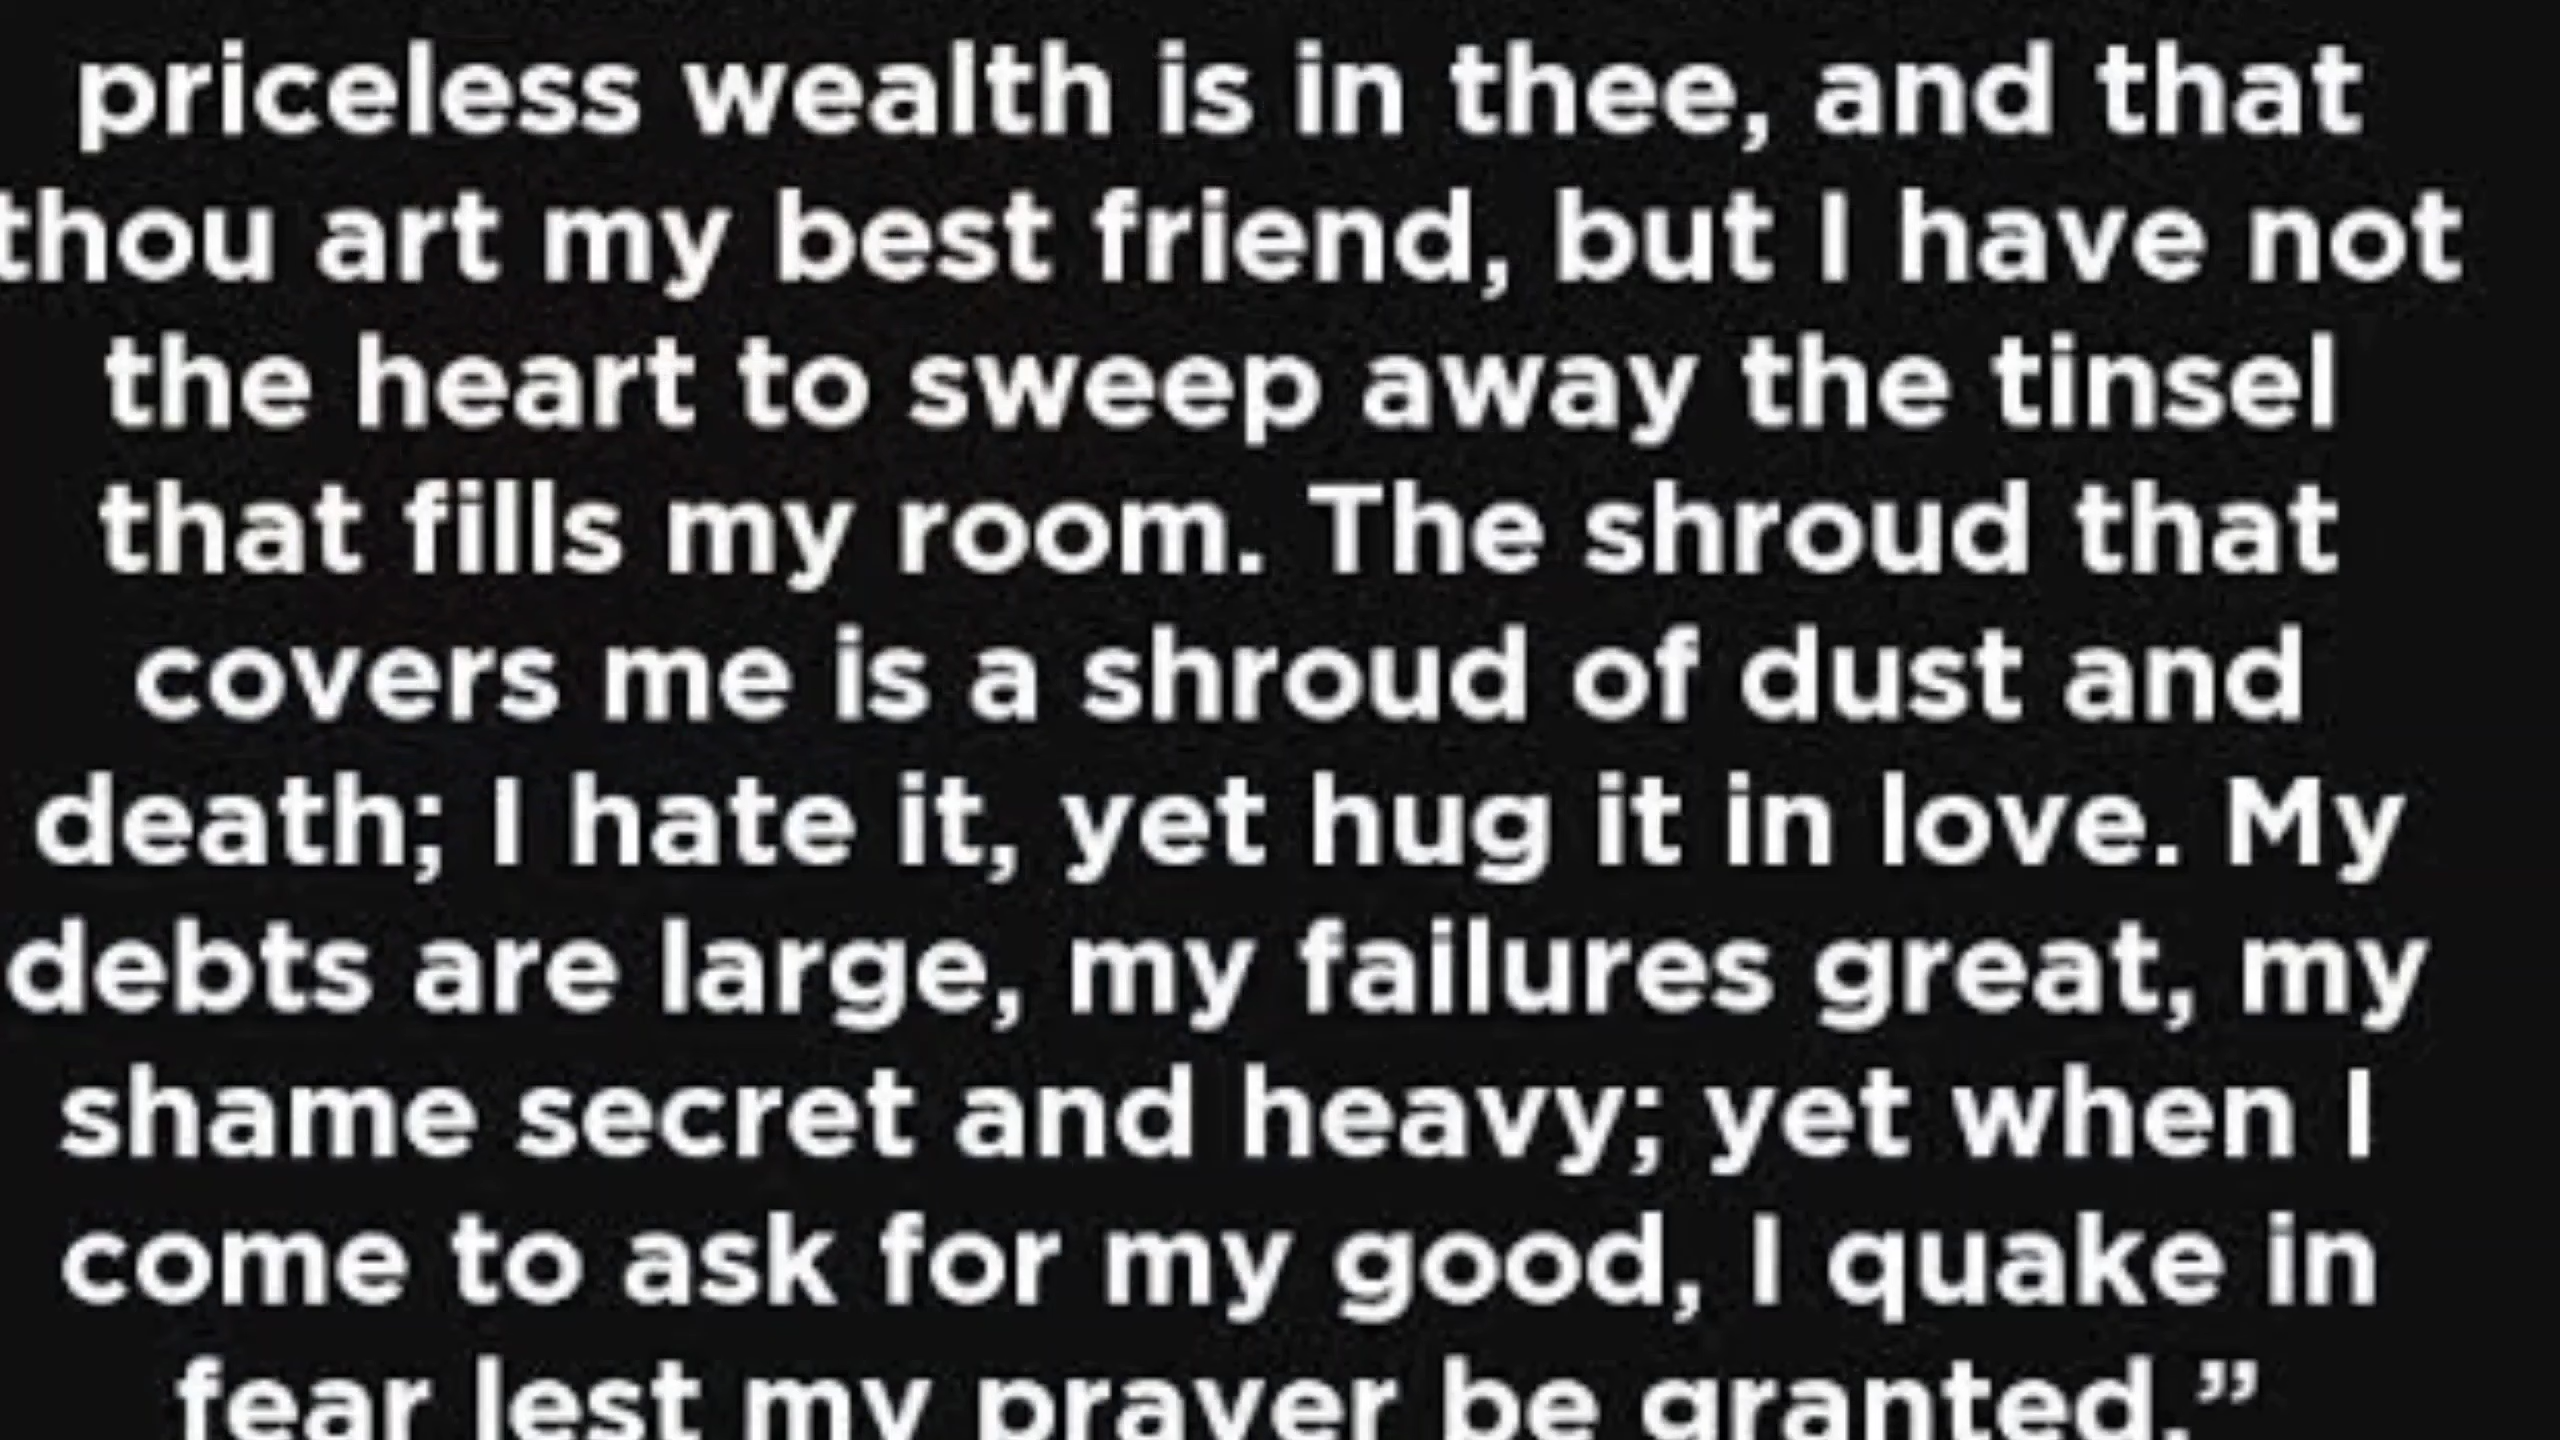 priceless wealth is in thee, and that
thou art my best friend, but I have not
the heart to sweep away the tinsel
that fills my room. The shroud that
covers me is a shroud of dust and
death; I hate it, yet hug it in love. My
debts are large, my failures great, my
shame secret and heavy; yet when I
come to ask for my good, I quake in
fear lest my prayer be granted.”